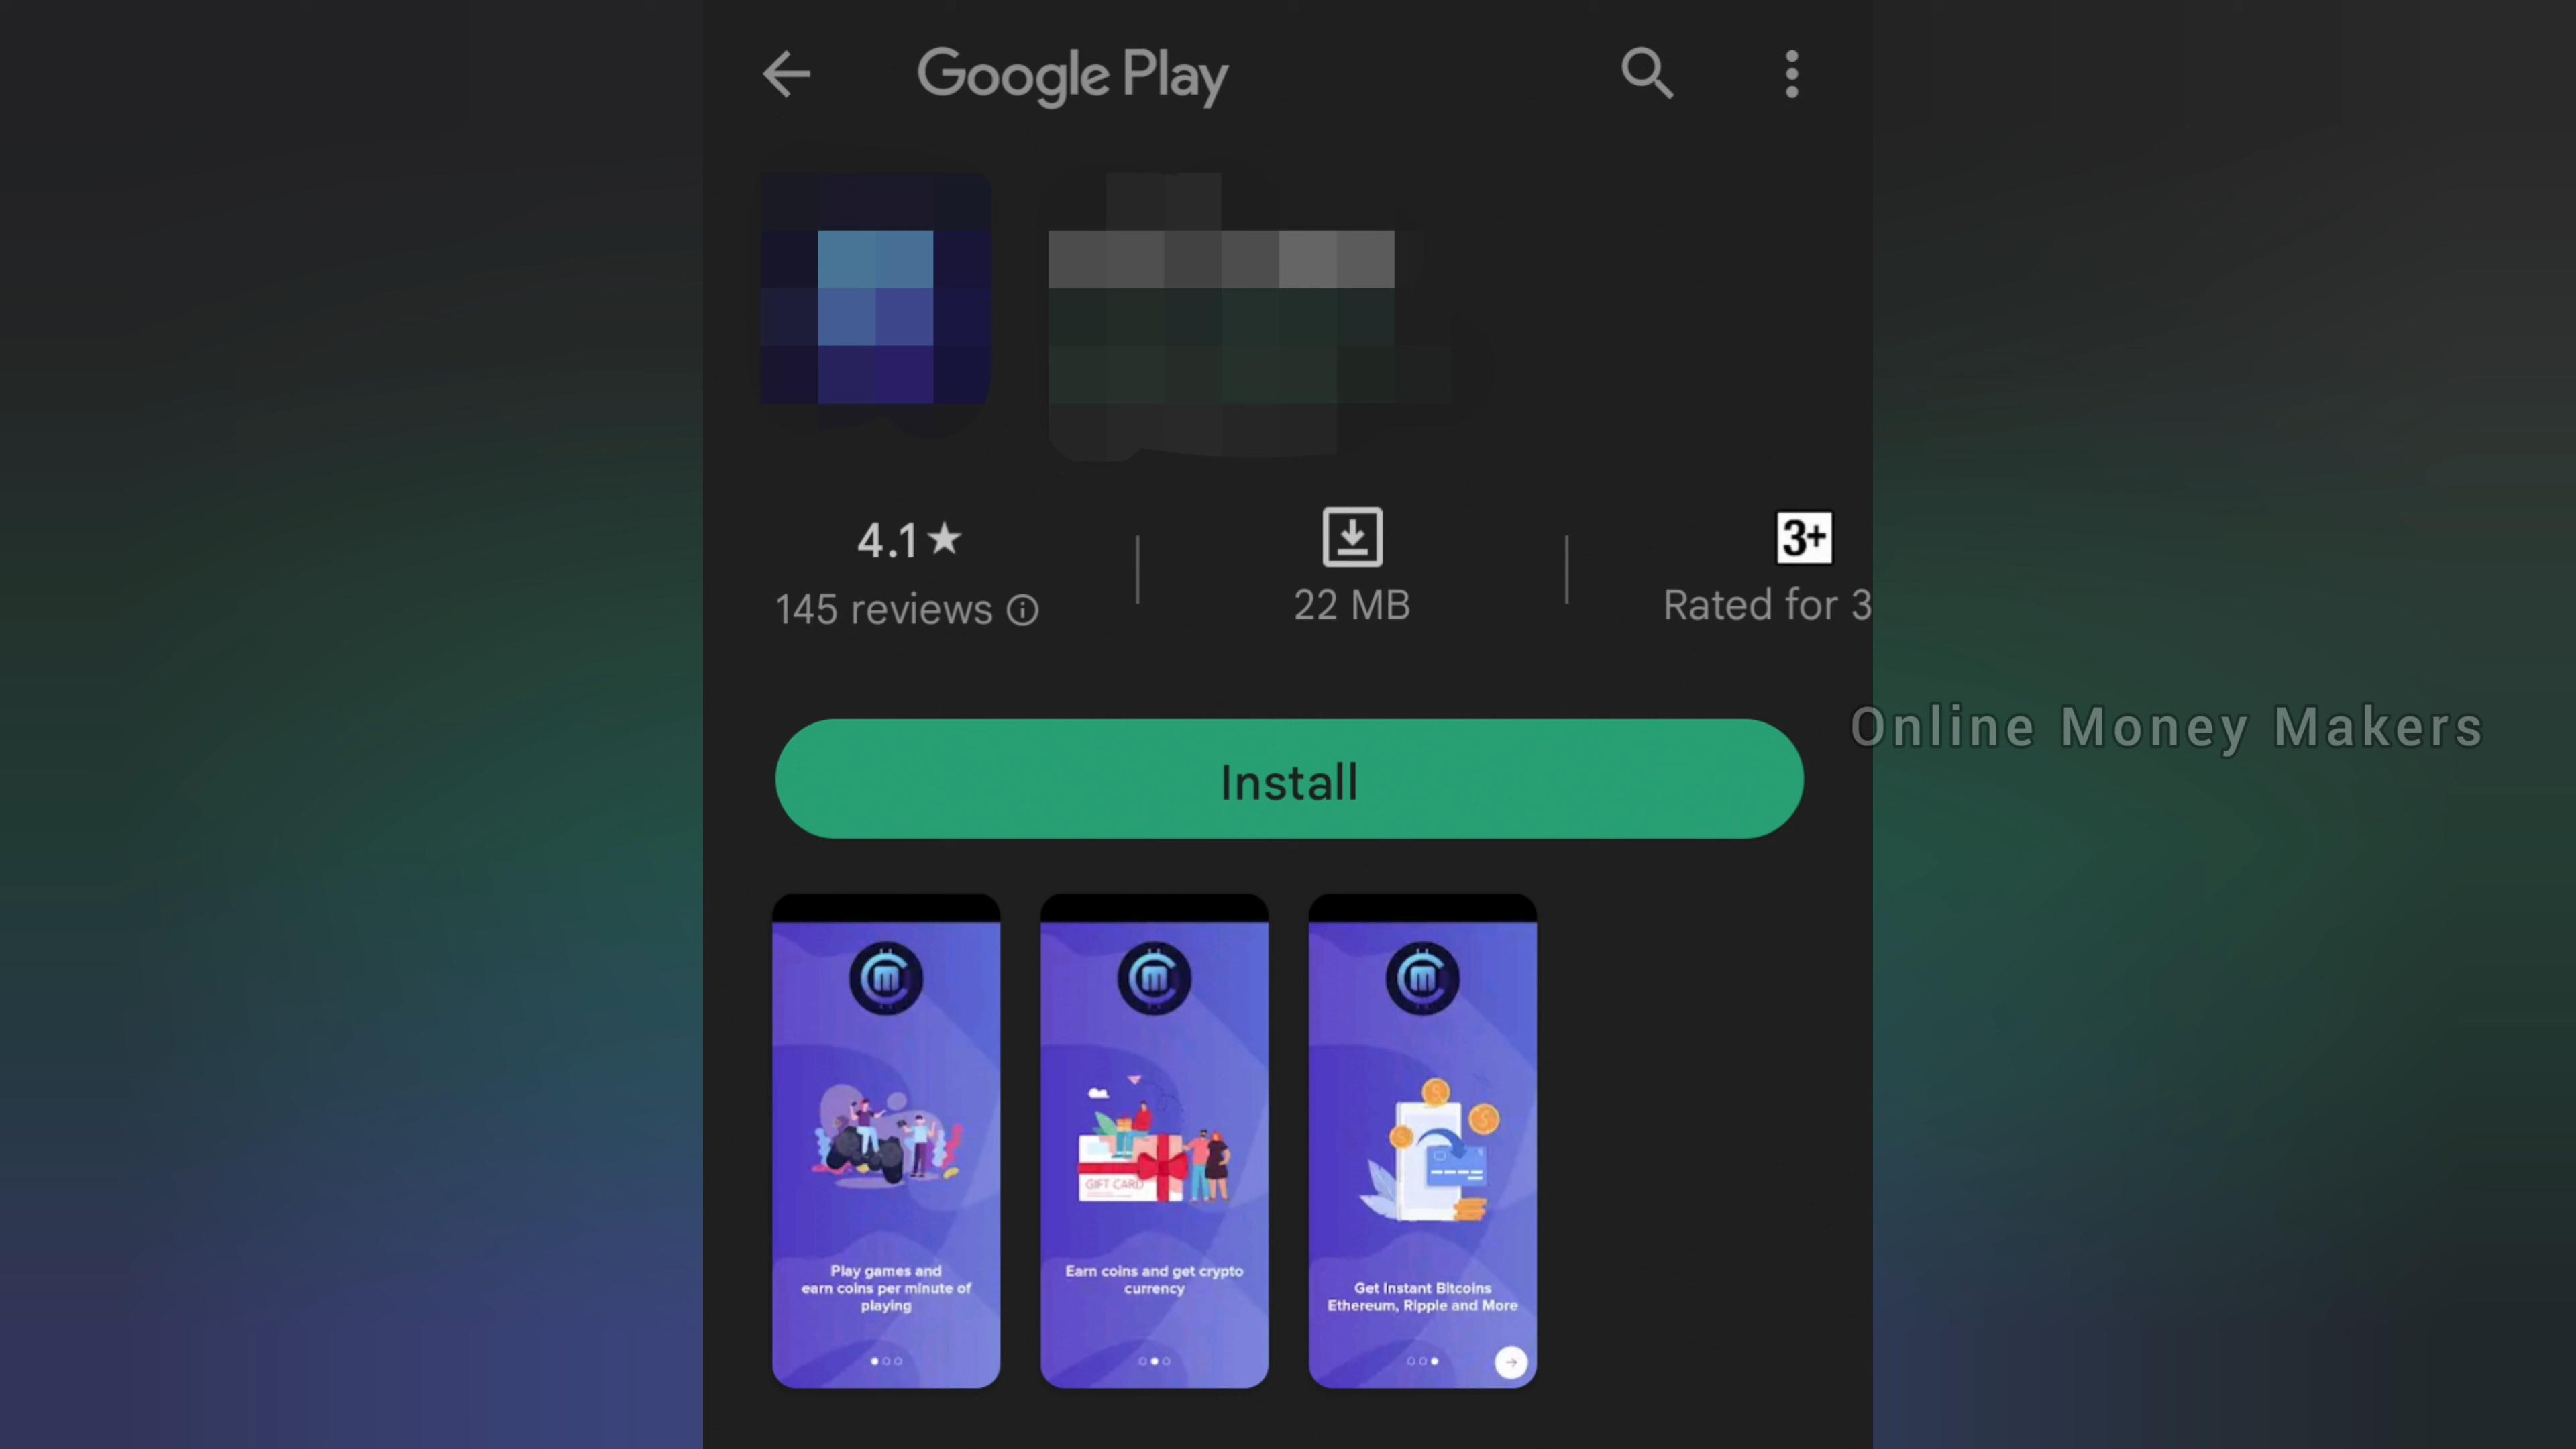 Google Play
4.1★
145 reviews
22 MB
3+
Rated for 3
Install
Online Money Makers
Play games and
earn coins per minute of
playing
GIFT CARD
Earn coins and get crypto
currency
Get Instant Bitcoins
Ethereum, Ripple and More